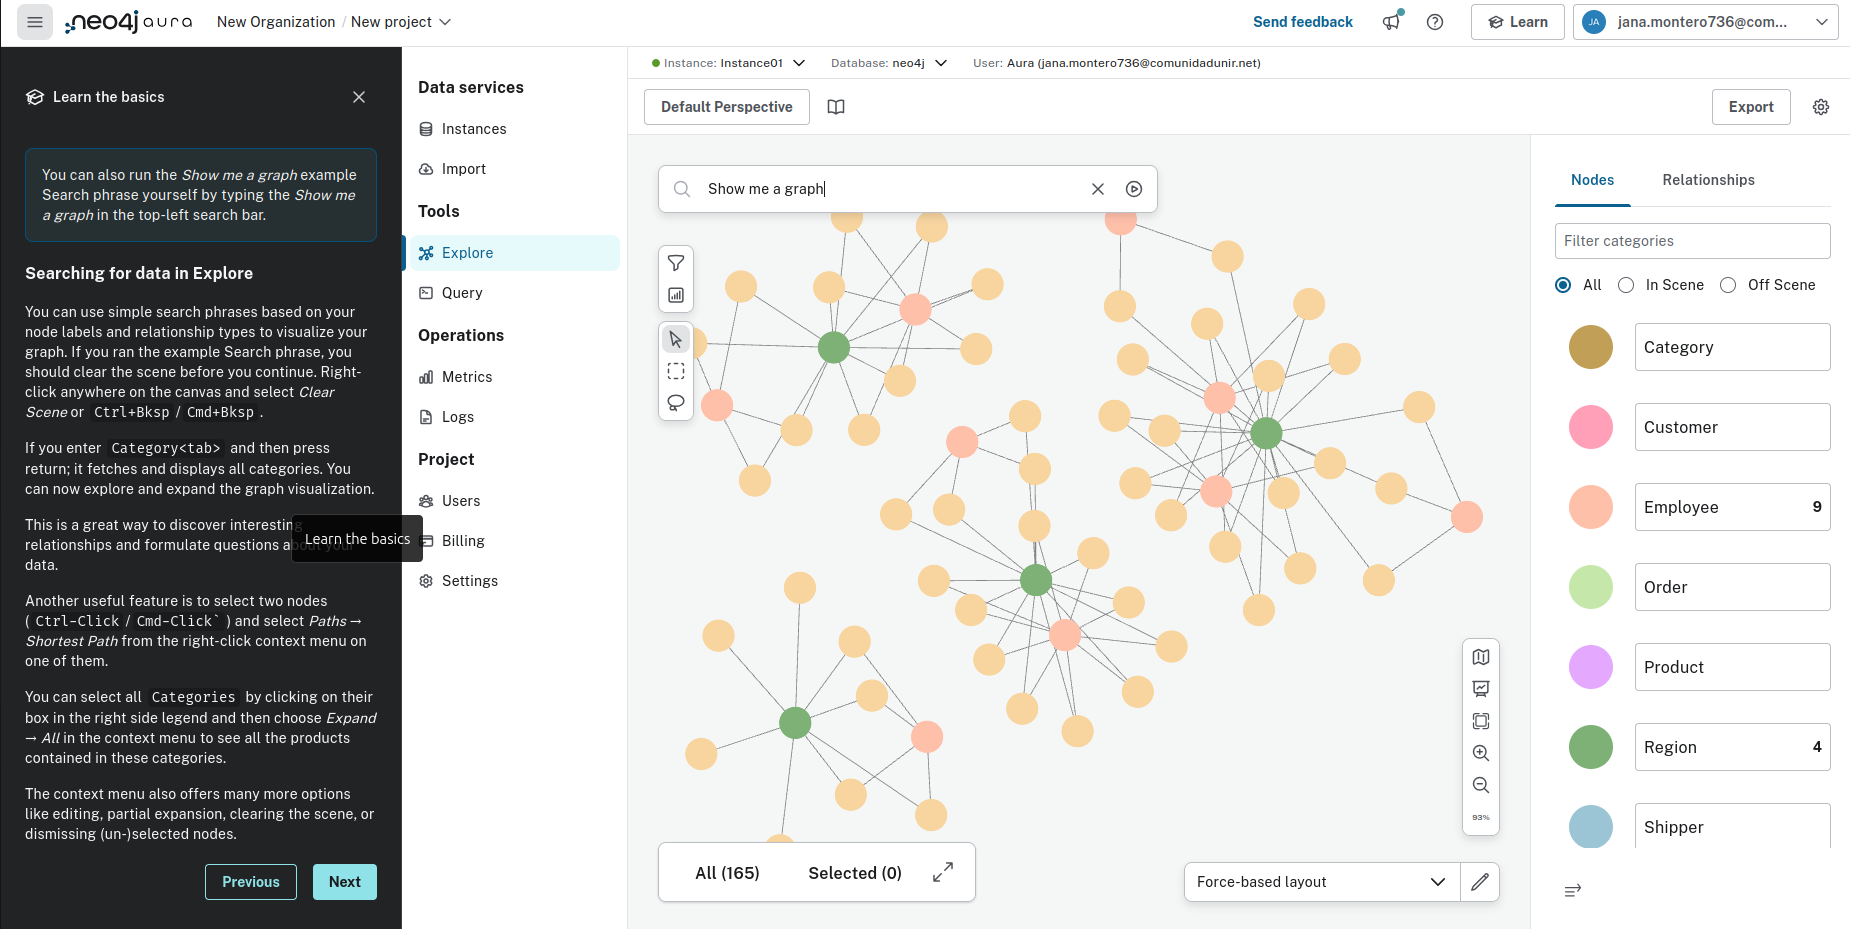 neo4j aura
New Organization / New project
Send feedback
Learn
JA
jana.montero736@com...
Learn the basics
You can also run the Show me a graph example
Search phrase yourself by typing the Show me
a graph in the top-left search bar.
Searching for data in Explore
You can use simple search phrases based on your
node labels and relationship types to visualize your
graph. If you ran the example Search phrase, you
should clear the scene before you continue. Right-
click anywhere on the canvas and select Clear
Scene or Ctrl+Bksp / Cmd+Bksp .
If you enter Category<tab> and then press
return; it fetches and displays all categories. You
can now explore and expand the graph visualization.
This is a great way to discover interesting
relationships and formulate questions about your
data.
Another useful feature is to select two nodes
( Ctrl-Click / Cmd-Click` ) and select Paths →
Shortest Path from the right-click context menu on
one of them.
You can select all Categories by clicking on their
box in the right side legend and then choose Expand
→ All in the context menu to see all the products
contained in these categories.
The context menu also offers many more options
like editing, partial expansion, clearing the scene, or
dismissing (un-)selected nodes.
Previous
Next
Learn the basics
Data services
Instances
Import
Tools
Explore
Query
Operations
Metrics
Logs
Project
Users
Billing
Settings
Instance: Instance01
Database: neo4j
User: Aura (jana.montero736@comunidadunir.net)
Default Perspective
Export
Show me a graph
93%
All (165)
Selected (0)
Force-based layout
Nodes
Relationships
Filter categories
All
In Scene
Off Scene
Category
Customer
Employee 9
Order
Product
Region 4
Shipper